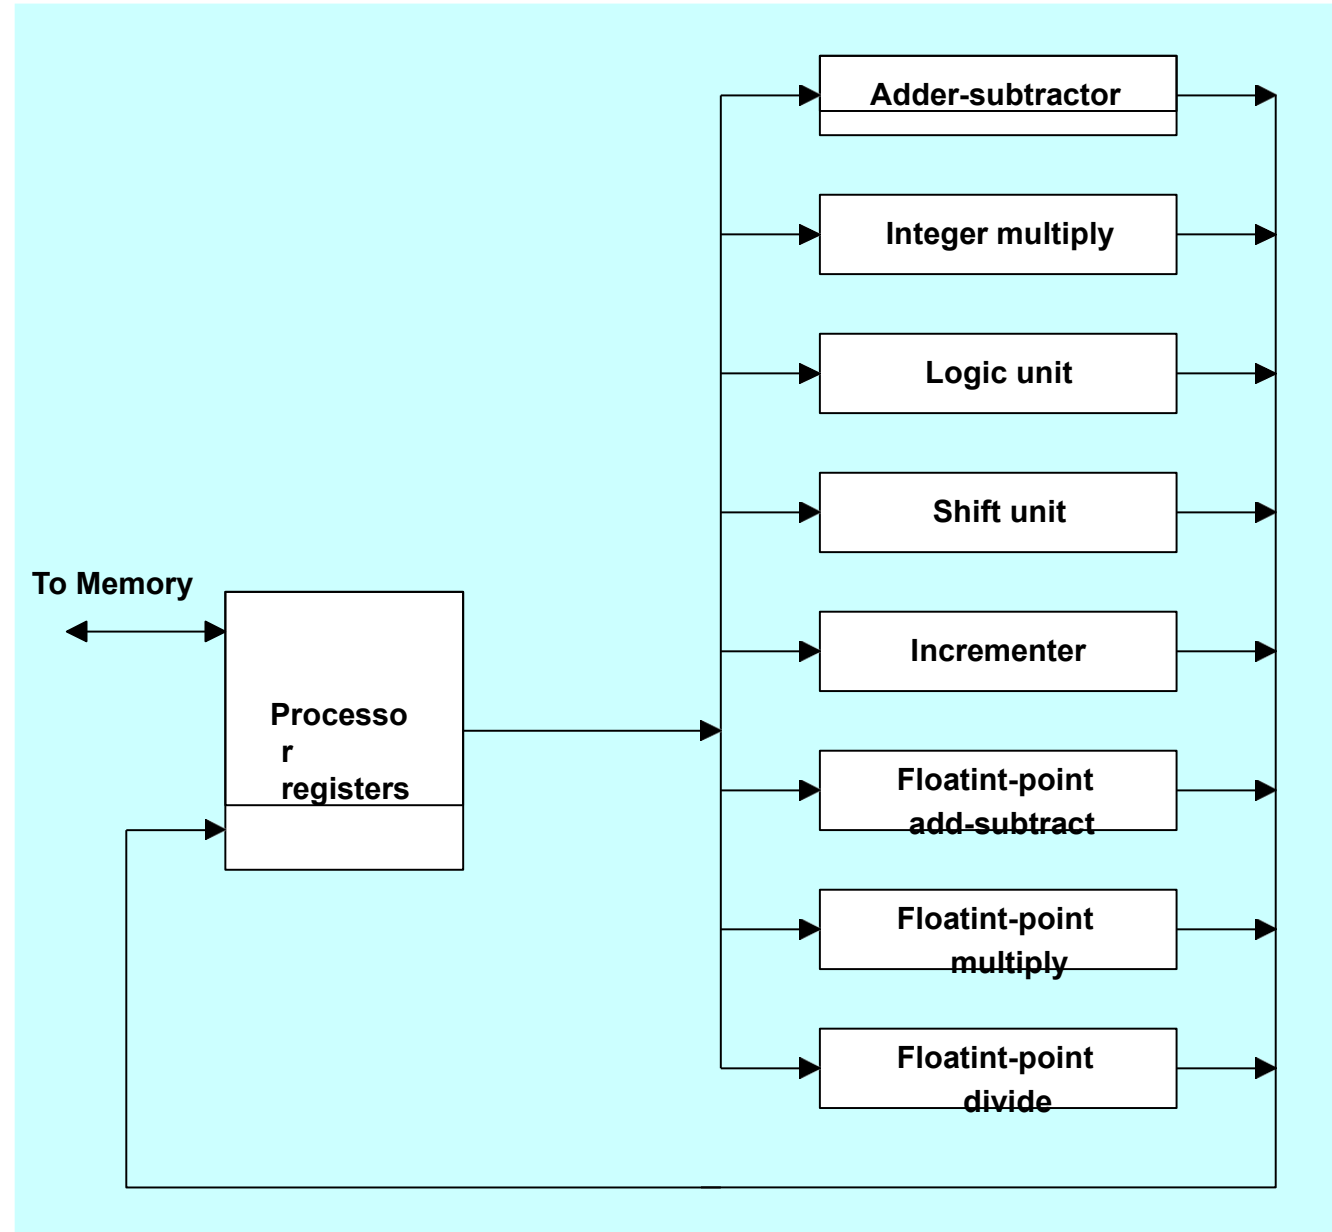 Adder-subtractor
Integer multiply
Logic unit
Shift unit
To Memory
Incrementer
Processo
r
registers
Floatint-point
add-subtract
Floatint-point
multiply
Floatint-point
divide